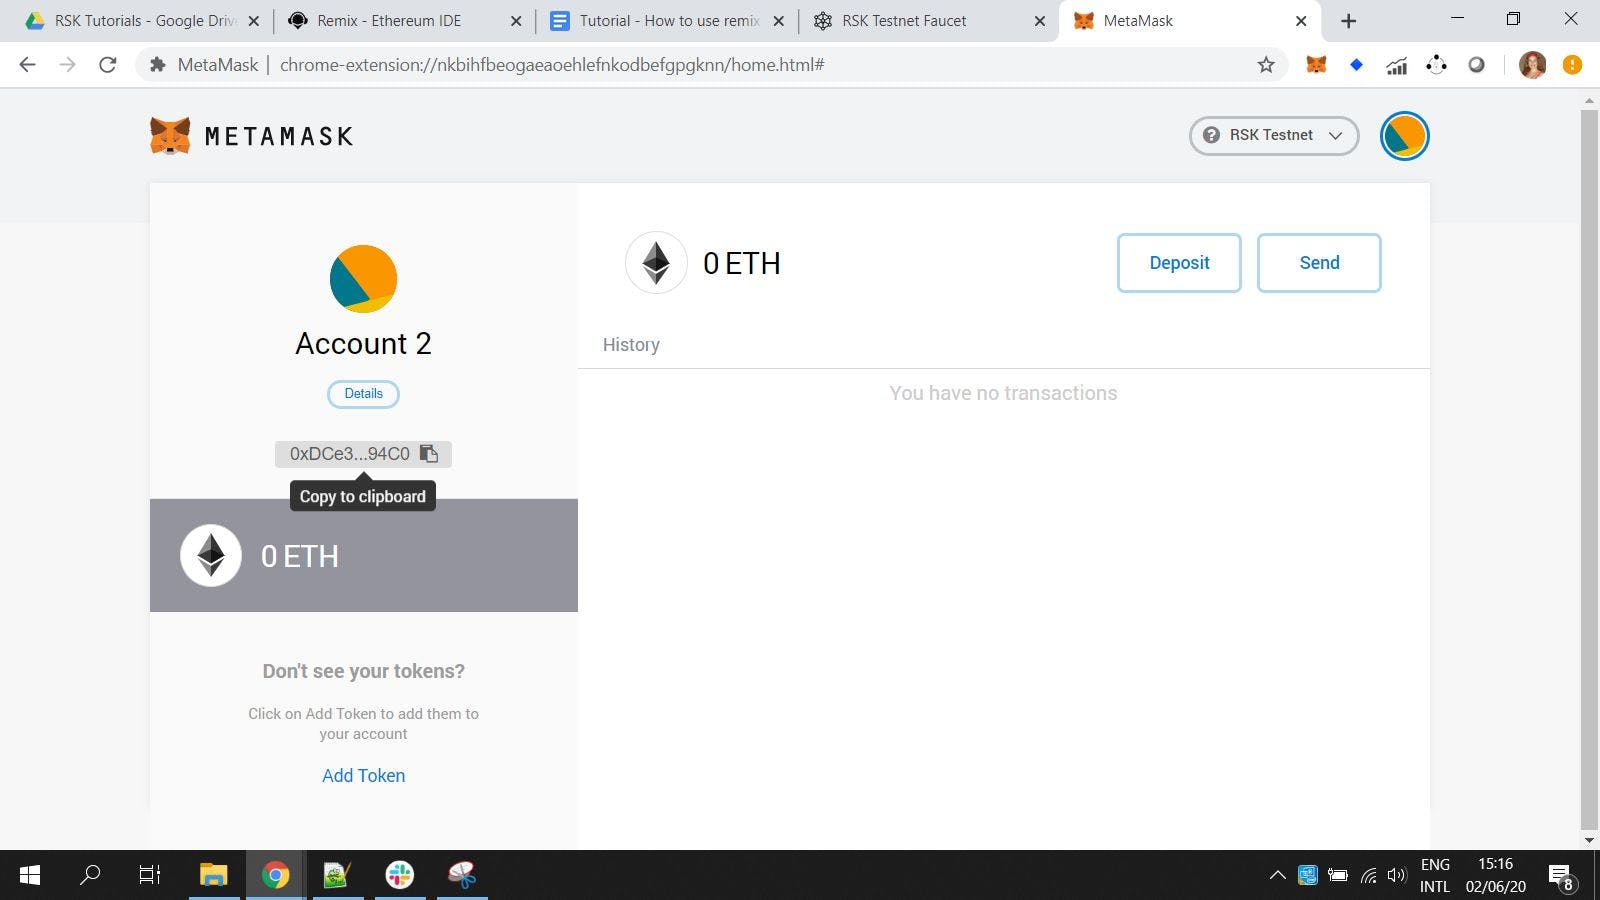 RSK Tutorials - Google Driv
Remix - Ethereum IDE
Tutorial - How to use remix
RSK Testnet Faucet
MetaMask
MetaMask | chrome-extension://nkbihfbeogaeaoehlefnkodbefgpgknn/home.html#
METAMASK
RSK Testnet
Account 2
Details
0xDCe3...94C0
Copy to clipboard
0 ETH
Don't see your tokens?
Click on Add Token to add them to
your account
Add Token
0 ETH
Deposit
Send
History
You have no transactions
ENG
INTL
15:16
02/06/20
8